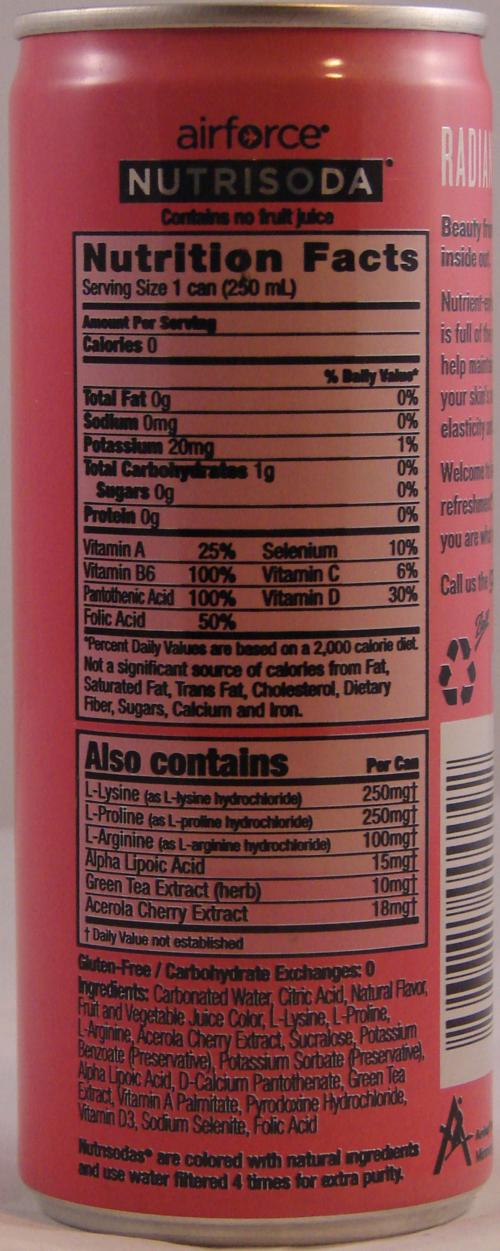 airforce
NUTRISODA
Contains no fruit juice
Nutrition Facts
Serving Size 1 can (250 mL)
Amount Per Serving
Calories 0
% Daily Value*
Total Fat 0g 0%
Sodium 0mg 0%
Potassium 20mg 1%
Total Carbohydrates 1g 0%
Sugars 0g 0%
Protein 0g 0%
Vitamin A 25% Selenium 10%
Vitamin B6 100% Vitamin C 6%
Pantothenic Acid 100% Vitamin D 30%
Folic Acid 50%
*Percent Daily Values are based on a 2,000 calorie diet.
Not a significant source of calories from Fat,
Saturated Fat, Trans Fat, Cholesterol, Dietary
Fiber, Sugars, Calcium and Iron.
Also contains Per Can
L-Lysine (as L-lysine hydrochloride) 250mg†
L-Proline (as L-proline hydrochloride) 250mg†
L-Arginine (as L-arginine hydrochloride) 100mg†
Alpha Lipoic Acid 15mg†
Green Tea Extract (herb) 10mg†
Acerola Cherry Extract 18mg†
† Daily Value not established
Gluten-Free / Carbohydrate Exchanges: 0
Ingredients: Carbonated Water, Citric Acid, Natural Flavor,
Fruit and Vegetable Juice Color, L-Lysine, L-Proline,
L-Arginine, Acerola Cherry Extract, Sucralose, Potassium
Benzoate (Preservative), Potassium Sorbate (Preservative),
Alpha Lipoic Acid, D-Calcium Pantothenate, Green Tea
Extract, Vitamin A Palmitate, Pyrodoxine Hydrochloride,
Vitamin D3, Sodium Selenite, Folic Acid
Nutrisodas® are colored with natural ingredients
and use water filtered 4 times for extra purity.
Beauty
inside out
is full of
help
your
elasticity
Welcome
you are
Call us